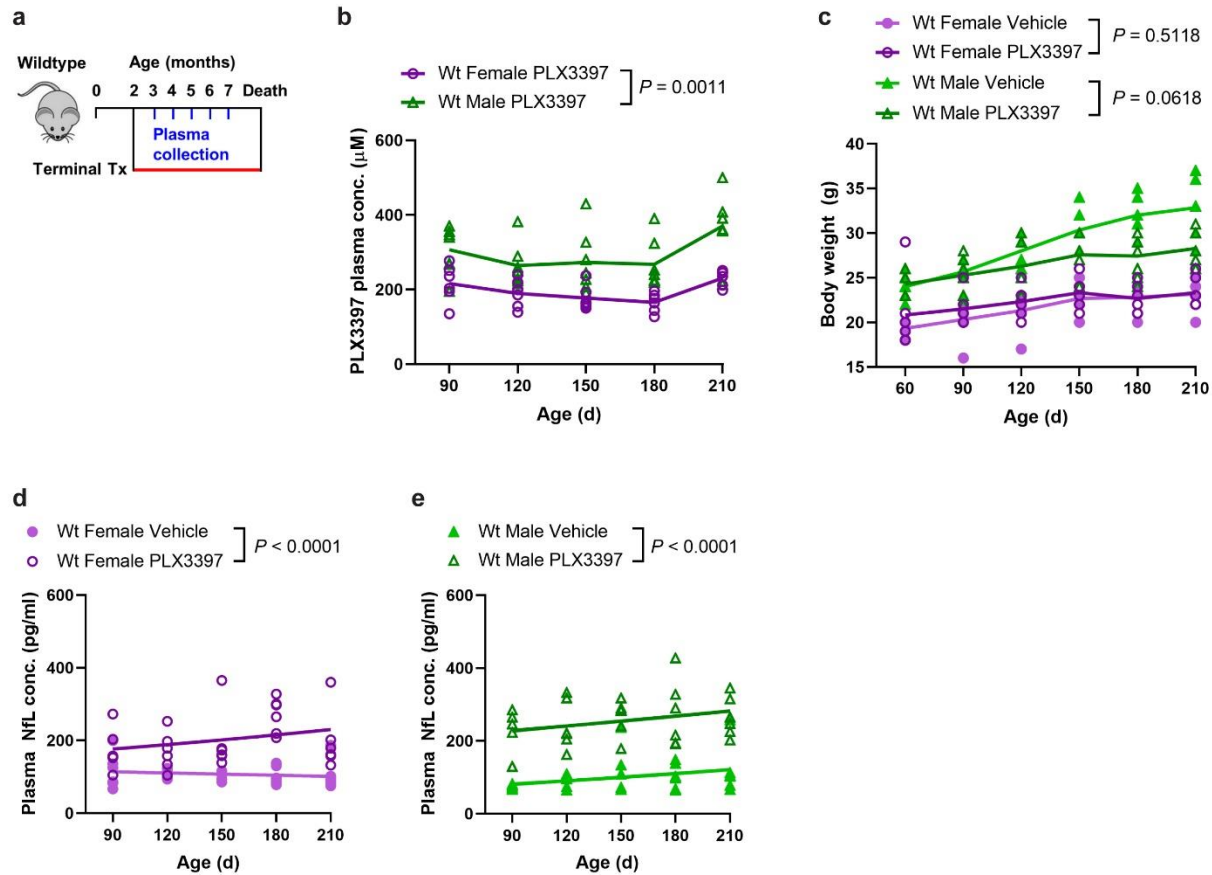 a
Wildtype
Age (months)
0 2 3 4 5 6 7 Death
Plasma
collection
Terminal Tx
b
Wt Female PLX3397
Wt Male PLX3397
P = 0.0011
PLX3397 plasma conc. (μM)
600
400
200
0
90 120 150 180 210
Age (d)
c
Wt Female Vehicle
Wt Female PLX3397
P = 0.5118
Wt Male Vehicle
Wt Male PLX3397
P = 0.0618
Body weight (g)
40
35
30
25
20
15
60 90 120 150 180 210
Age (d)
d
Wt Female Vehicle
Wt Female PLX3397
P < 0.0001
Plasma NfL conc. (pg/ml)
600
400
200
0
90 120 150 180 210
Age (d)
e
Wt Male Vehicle
Wt Male PLX3397
P < 0.0001
Plasma NfL conc. (pg/ml)
600
400
200
0
90 120 150 180 210
Age (d)